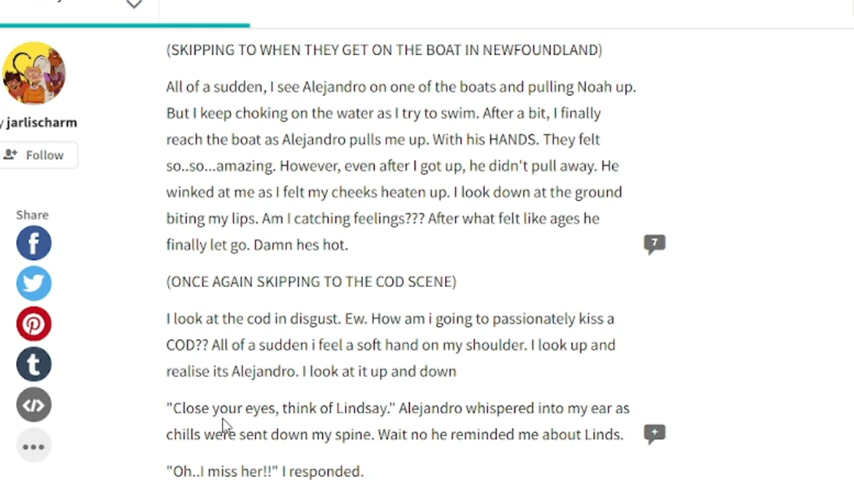 (SKIPPING TO WHEN THEY GET ON THE BOAT IN NEWFOUNDLAND)
All of a sudden, I see Alejandro on one of the boats and pulling Noah up.
But I keep choking on the water as I try to swim. After a bit, I finally
reach the boat as Alejandro pulls me up. With his HANDS. They felt
so..so...amazing. However, even after I got up, he didn't pull away. He
winked at me as I felt my cheeks heaten up. I look down at the ground
biting my lips. Am I catching feelings??? After what felt like ages he
finally let go. Damn hes hot.
7
(ONCE AGAIN SKIPPING TO THE COD SCENE)
I look at the cod in disgust. Ew. How am i going to passionately kiss a
COD?? All of a sudden i feel a soft hand on my shoulder. I look up and
realise its Alejandro. I look at it up and down
"Close your eyes, think of Lindsay." Alejandro whispered into my ear as
chills were sent down my spine. Wait no he reminded me about Linds.
+
"Oh..I miss her!!" I responded.
y jarlischarm
Follow
Share